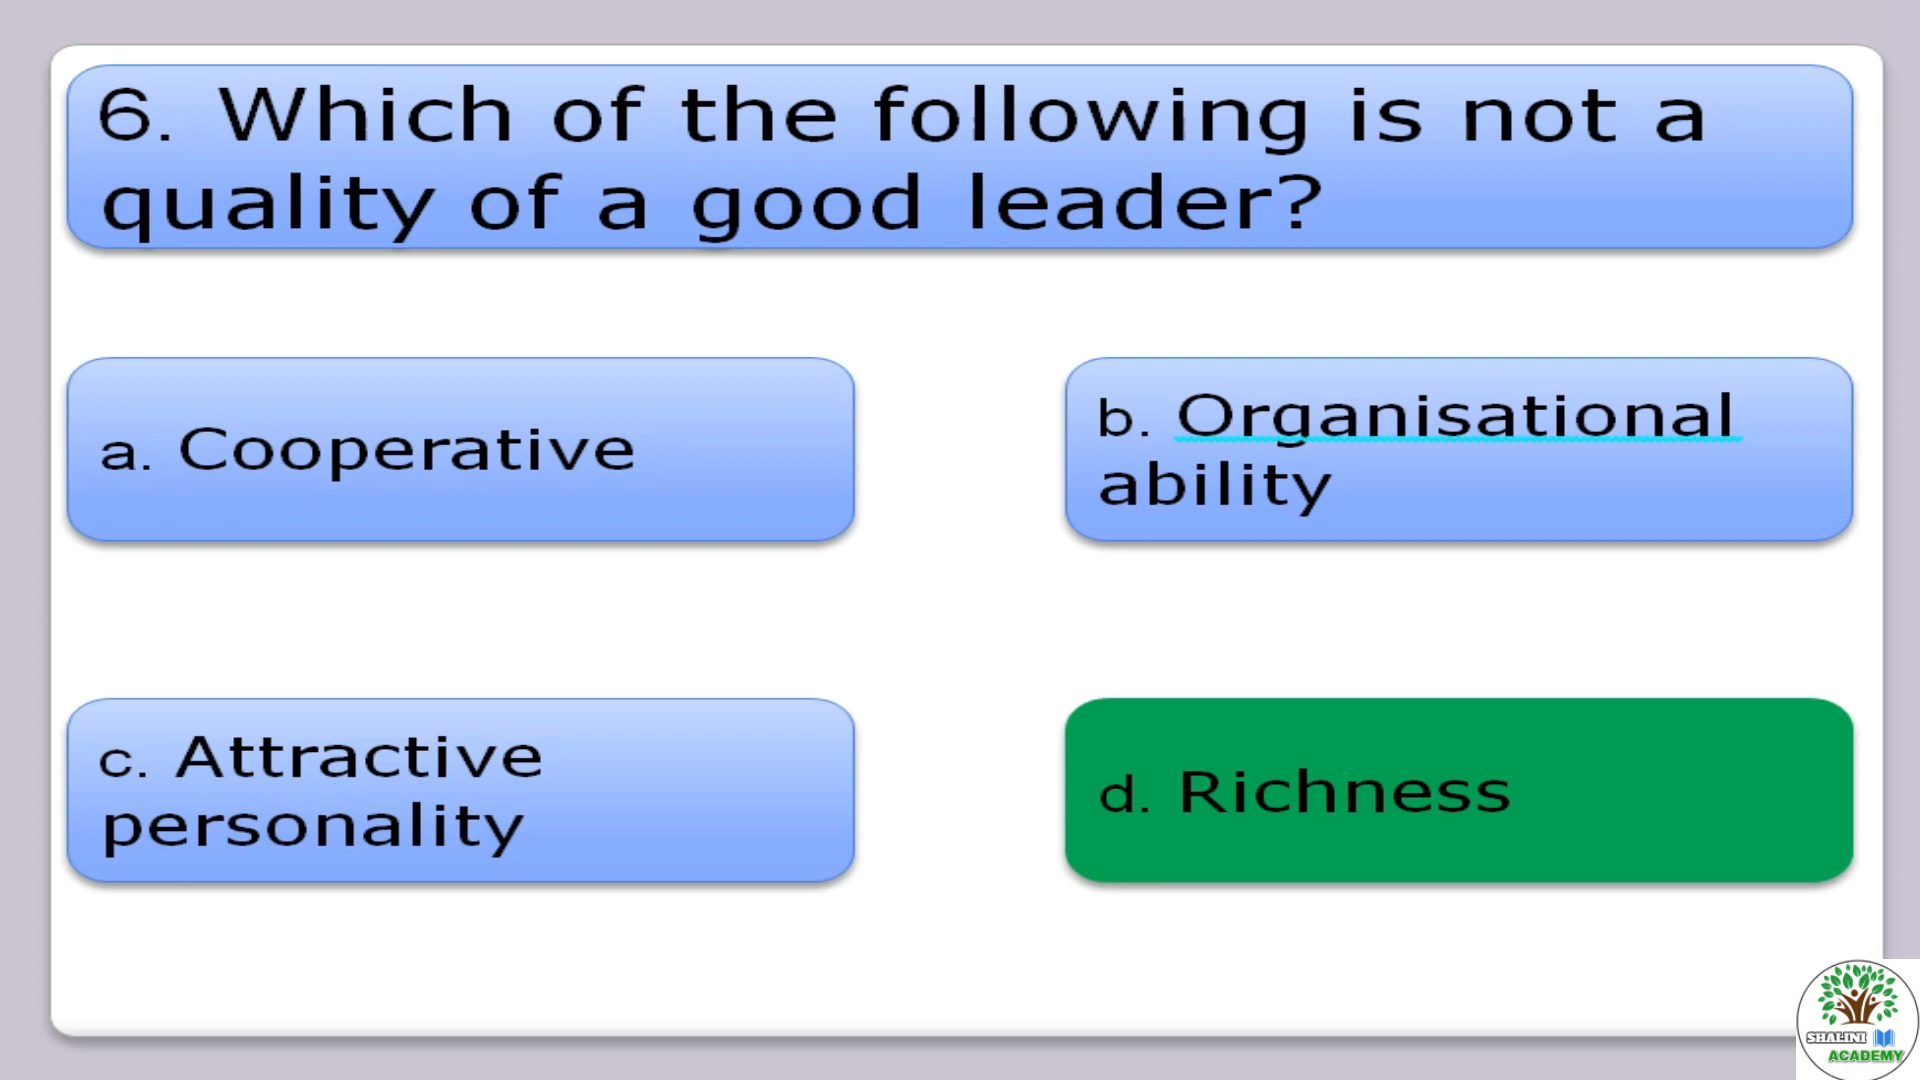 6. Which of the following is not a
quality of a good leader?
a. Cooperative
b. Organisational
ability
c. Attractive
personality
d. Richness
SHALINI
ACADEMY